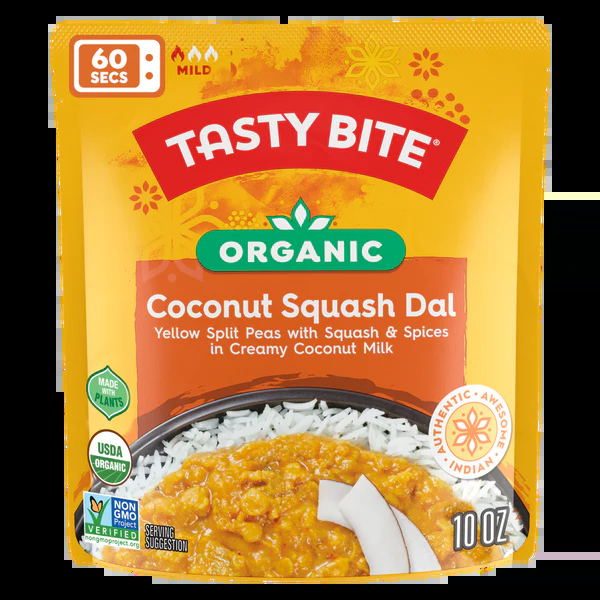 60
SECS
MILD
TASTY BITE®
ORGANIC
Coconut Squash Dal
Yellow Split Peas with Squash & Spices
in Creamy Coconut Milk
MADE
WITH
PLANTS
AUTHENTIC • AWESOME
• INDIAN •
USDA
ORGANIC
NON
GMO
Project
VERIFIED
nongmoproject.org
SERVING
SUGGESTION
10 OZ